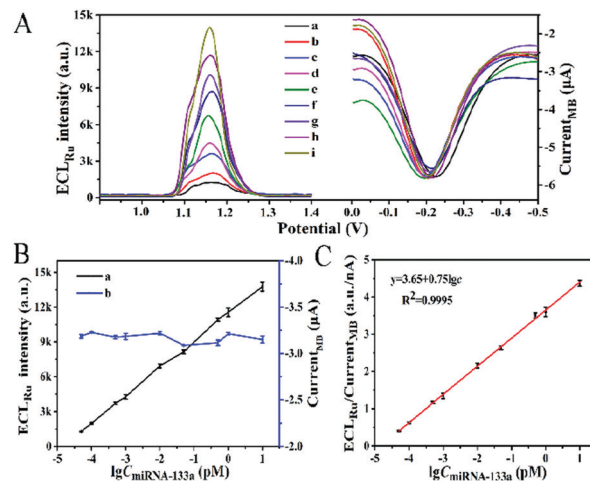 A
ECL_Ru intensity (a.u.)
15k
12k
9k
6k
3k
0
a
b
c
d
e
f
g
h
i
0.9 1.0 1.1 1.2 1.3 1.4
0.0 -0.1 -0.2 -0.3 -0.4 -0.5
Potential (V)
-2
-3
-4
-5
-6
Current_MB (μA)
B
ECL_Ru intensity (a.u.)
15k
12k
9k
6k
3k
0
a
b
-5 -4 -3 -2 -1 0 1
lgC_miRNA-133a (pM)
-4.0
-3.5
-3.0
-2.5
-2.0
Current_MB (μA)
C
ECL_Ru/Current_MB (a.u./nA)
5
4
3
2
1
0
y=3.65+0.75lgc
R²=0.9995
-5 -4 -3 -2 -1 0 1
lgC_miRNA-133a (pM)